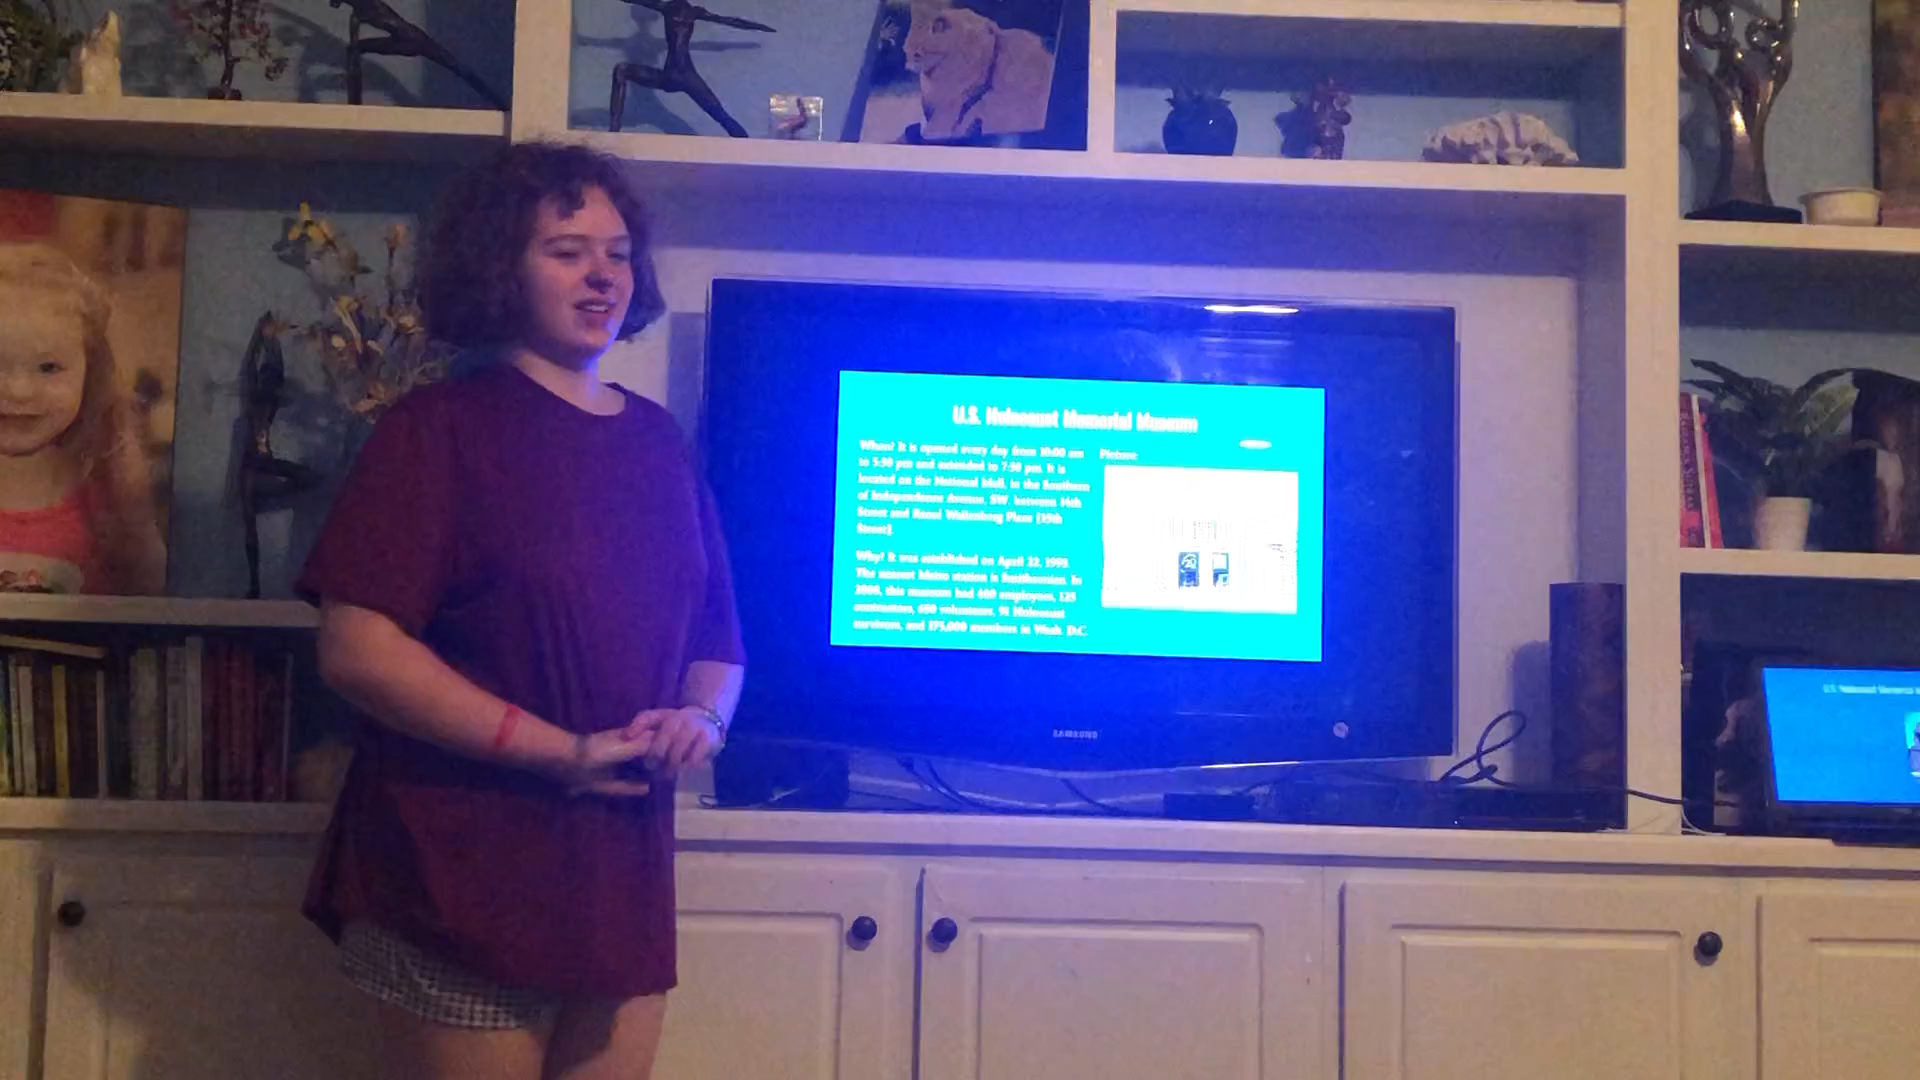 U.S. Holocaust Memorial Museum
When? It is opened every day from 10:00 am
to 5:30 pm and extended to 7:30 pm. It is
located on the National Mall, in the Southern
of Independence Avenue, SW, between 14th
Street and Raoul Wallenberg Place [15th
Street].
Why? It was established on April 22, 1993.
The nearest Metro station is Smithsonian. In
2008, this museum had 400 employees, 125
contractors, 650 volunteers, 91 Holocaust
survivors, and 175,000 members in Wash. D.C.
Picture:
SAMSUNG
U.S. Holocaust Memorial